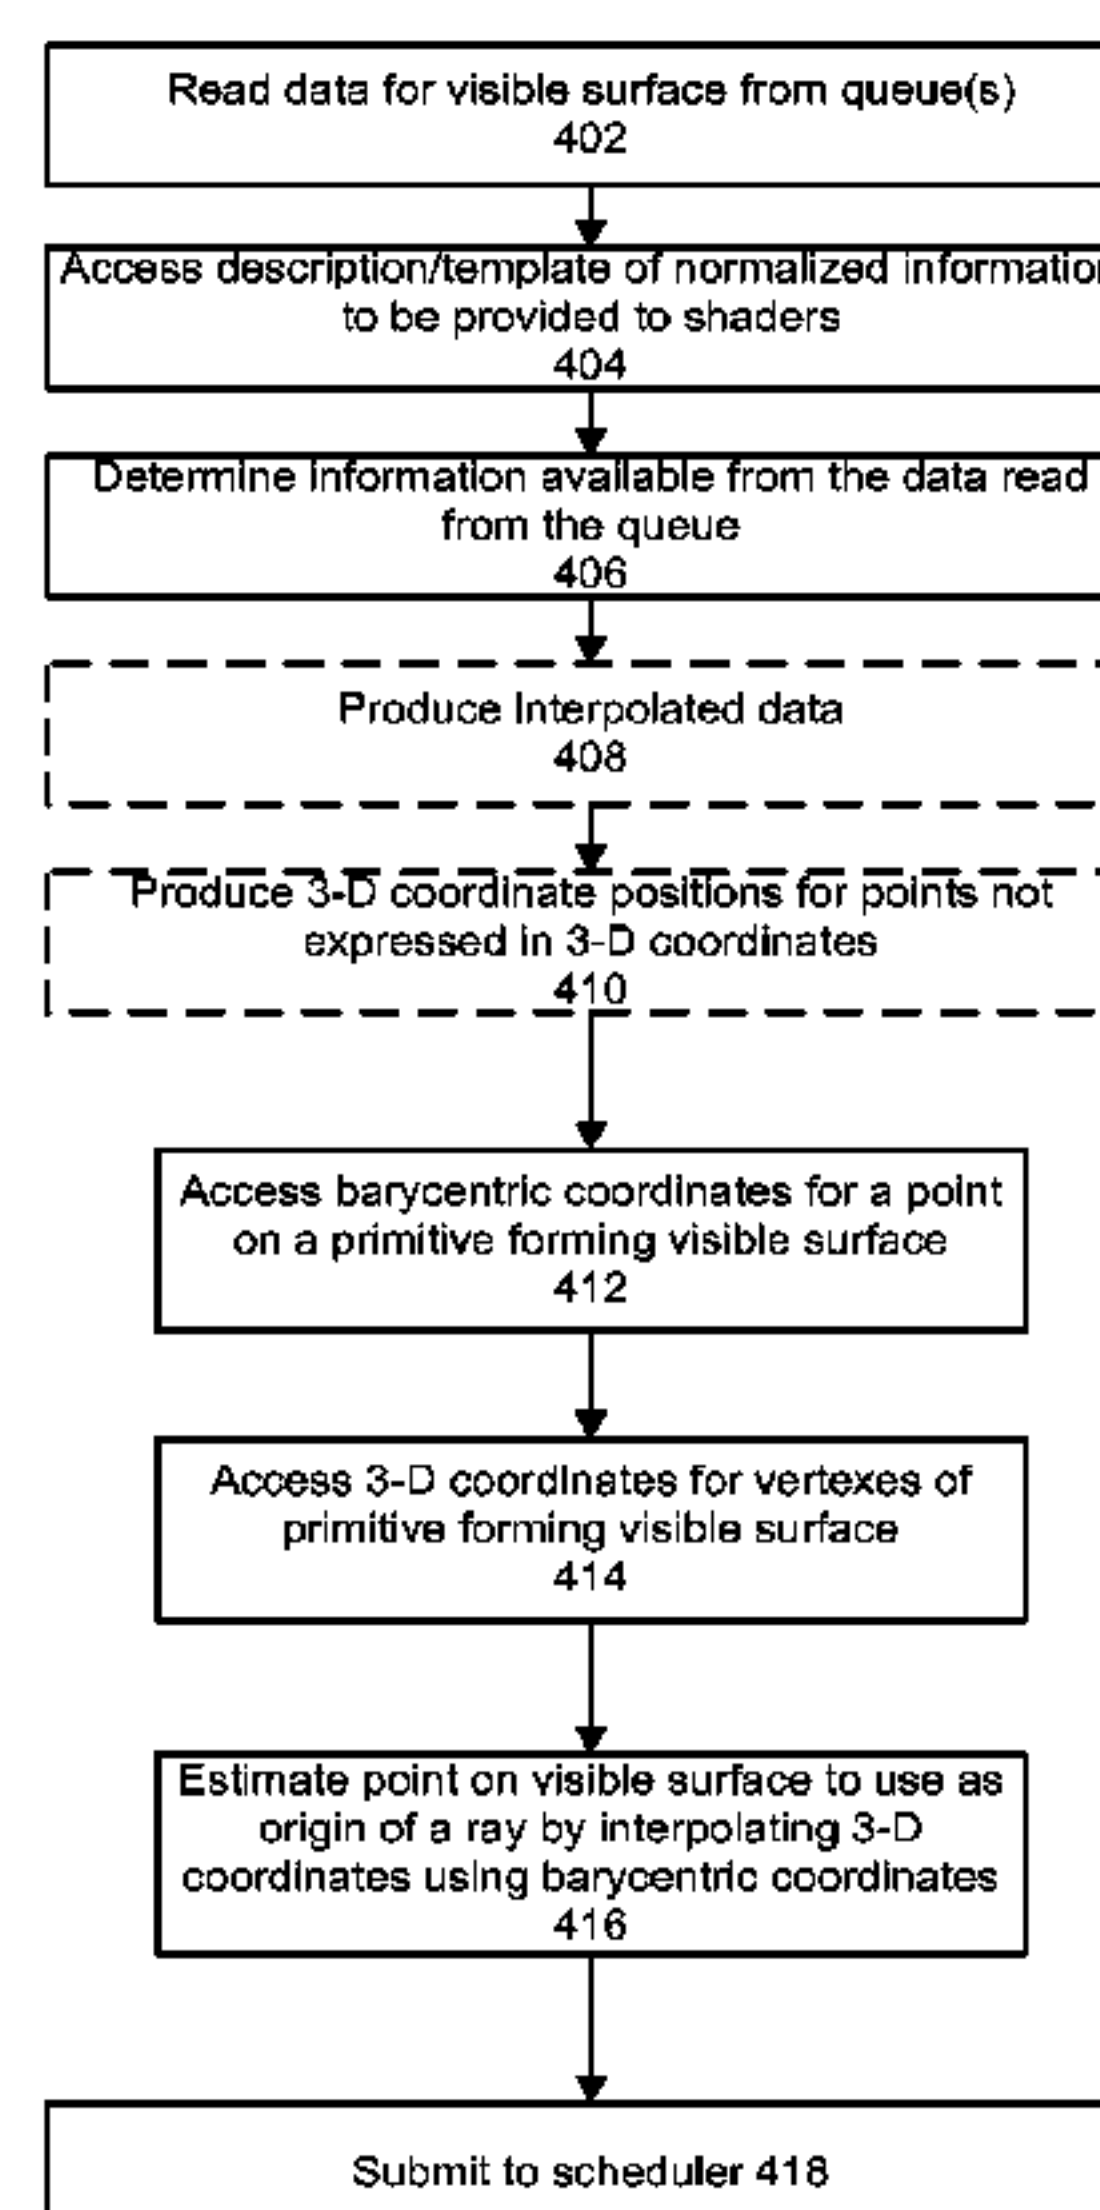 Read data for visible surface from queue(s)
402
Access description/template of normalized information
to be provided to shaders
404
Determine information available from the data read
from the queue
406
Produce Interpolated data
408
Produce 3-D coordinate positions for points not
expressed in 3-D coordinates
410
Access barycentric coordinates for a point
on a primitive forming visible surface
412
Access 3-D coordinates for vertexes of
primitive forming visible surface
414
Estimate point on visible surface to use as
origin of a ray by interpolating 3-D
coordinates using barycentric coordinates
416
Submit to scheduler 418